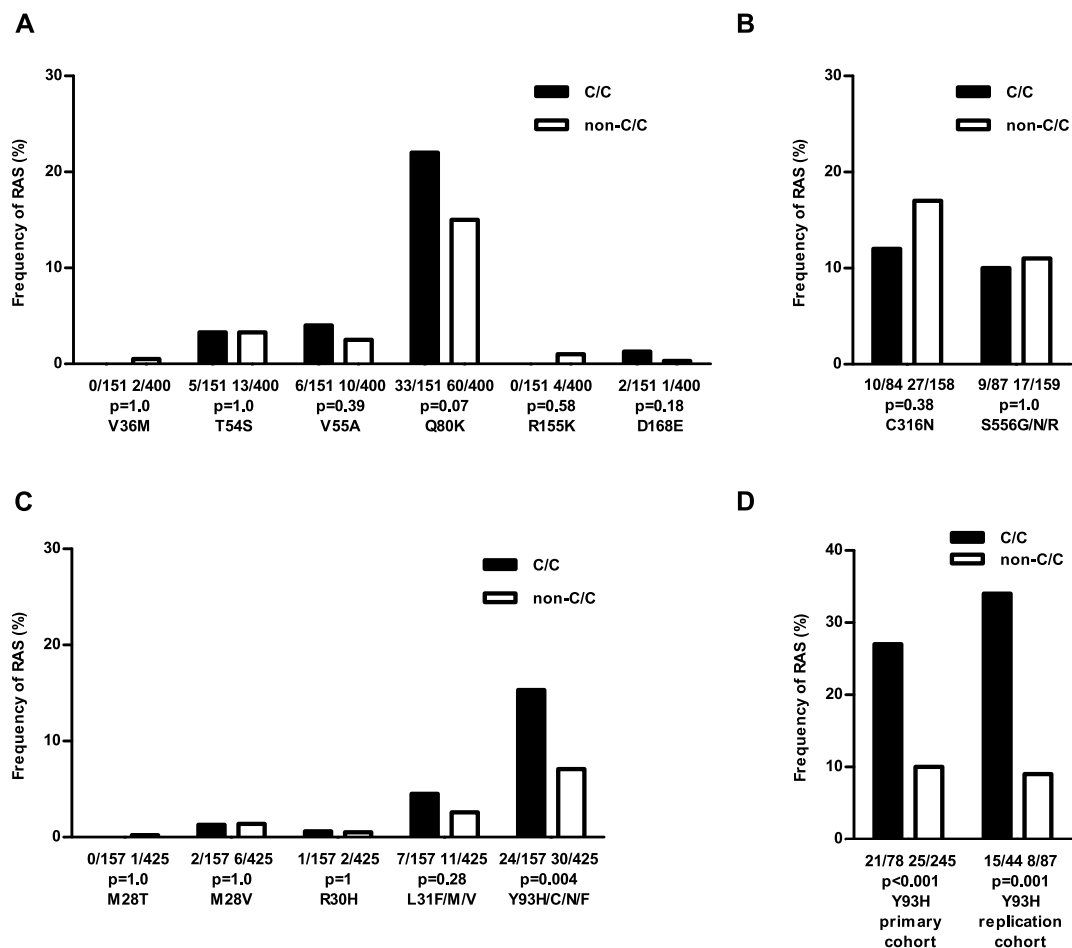 A
Frequency of RAS (%)
30
20
10
0
C/C
non-C/C
0/151 2/400 5/151 13/400 6/151 10/400 33/151 60/400 0/151 4/400 2/151 1/400
p=1.0 p=1.0 p=0.39 p=0.07 p=0.58 p=0.18
V36M T54S V55A Q80K R155K D168E
B
Frequency of RAS (%)
30
20
10
0
C/C
non-C/C
10/84 27/158 9/87 17/159
p=0.38 p=1.0
C316N S556G/N/R
C
Frequency of RAS (%)
30
20
10
0
C/C
non-C/C
0/157 1/425 2/157 6/425 1/157 2/425 7/157 11/425 24/157 30/425
p=1.0 p=1.0 p=1 p=0.28 p=0.004
M28T M28V R30H L31F/M/V Y93H/C/N/F
D
Frequency of RAS (%)
40
30
20
10
0
C/C
non-C/C
21/78 25/245 15/44 8/87
p<0.001 p=0.001
Y93H Y93H
primary replication
cohort cohort